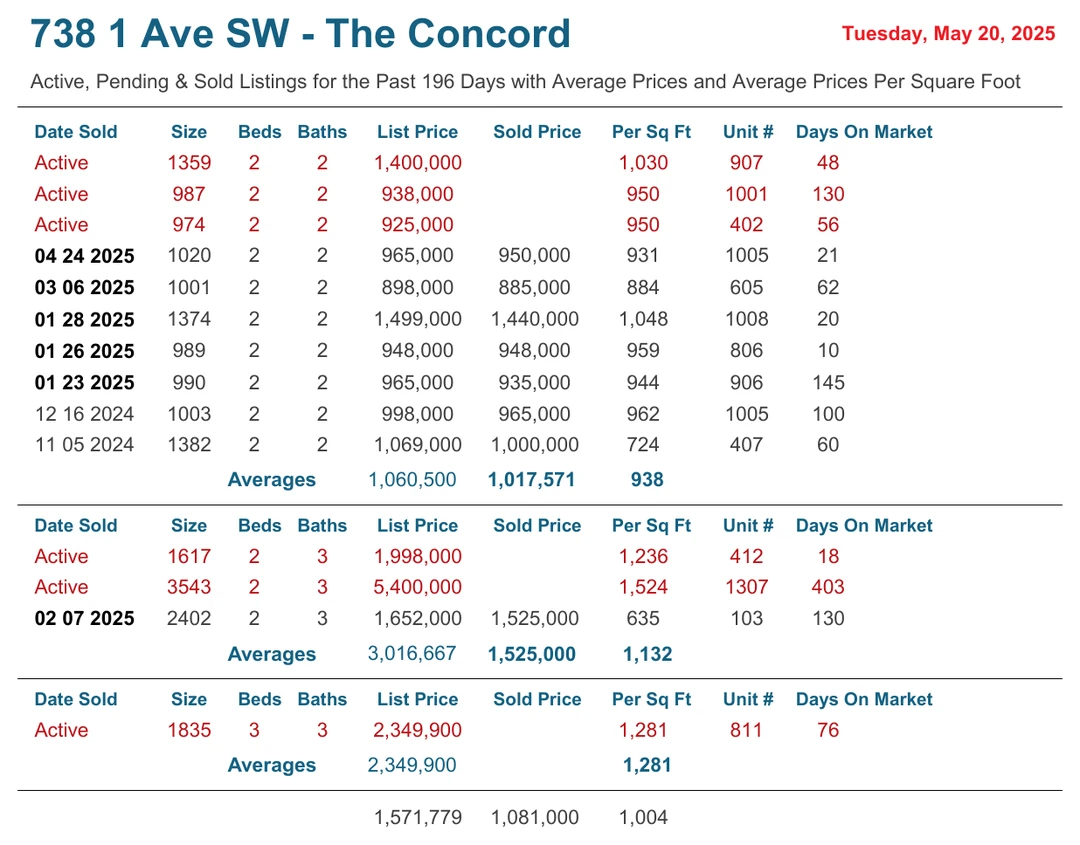 738 1 Ave SW - The Concord Tuesday, May 20, 2025
Active, Pending & Sold Listings for the Past 196 Days with Average Prices and Average Prices Per Square Foot
Date Sold Size Beds Baths List Price Sold Price Per Sq Ft Unit # Days On Market
Active 1359 2 2 1,400,000 1,030 907 48
Active 987 2 2 938,000 950 1001 130
Active 974 2 2 925,000 950 402 56
04 24 2025 1020 2 2 965,000 950,000 931 1005 21
03 06 2025 1001 2 2 898,000 885,000 884 605 62
01 28 2025 1374 2 2 1,499,000 1,440,000 1,048 1008 20
01 26 2025 989 2 2 948,000 948,000 959 806 10
01 23 2025 990 2 2 965,000 935,000 944 906 145
12 16 2024 1003 2 2 998,000 965,000 962 1005 100
11 05 2024 1382 2 2 1,069,000 1,000,000 724 407 60
Averages 1,060,500 1,017,571 938
Date Sold Size Beds Baths List Price Sold Price Per Sq Ft Unit # Days On Market
Active 1617 2 3 1,998,000 1,236 412 18
Active 3543 2 3 5,400,000 1,524 1307 403
02 07 2025 2402 2 3 1,652,000 1,525,000 635 103 130
Averages 3,016,667 1,525,000 1,132
Date Sold Size Beds Baths List Price Sold Price Per Sq Ft Unit # Days On Market
Active 1835 3 3 2,349,900 1,281 811 76
Averages 2,349,900 1,281
1,571,779 1,081,000 1,004